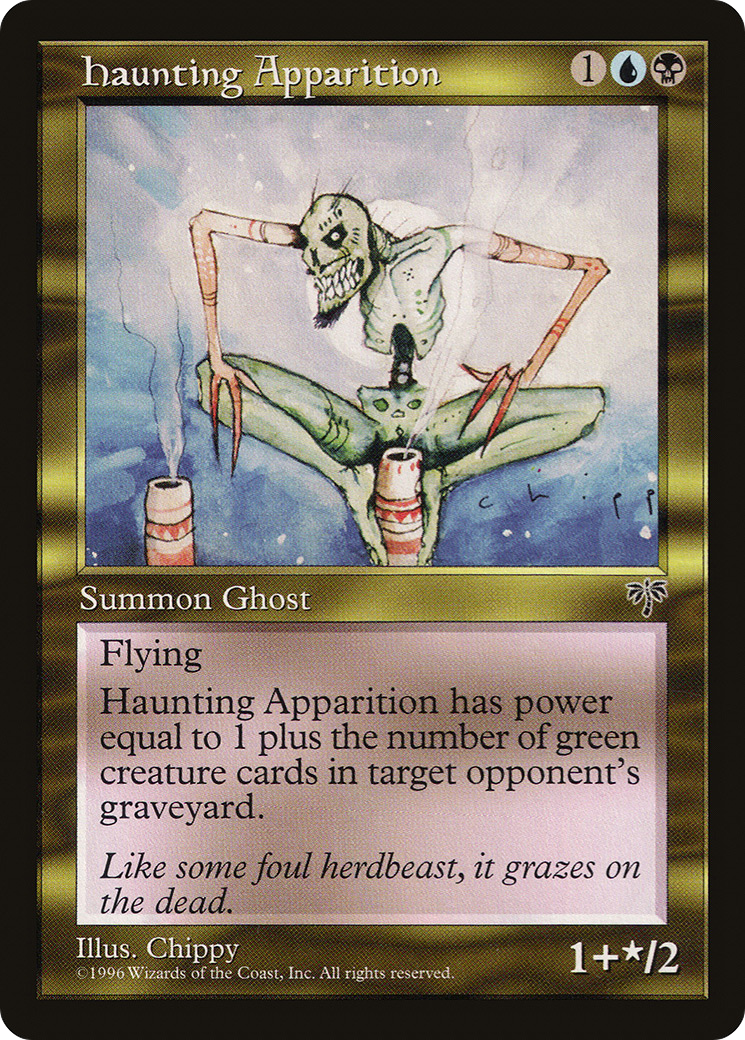 Haunting Apparition 1
chipp
Summon Ghost
Flying
Haunting Apparition has power
equal to 1 plus the number of green
creature cards in target opponent's
graveyard.
Like some foul herdbeast, it grazes on
the dead.
Illus. Chippy
©1996 Wizards of the Coast, Inc. All rights reserved.
1+*/2